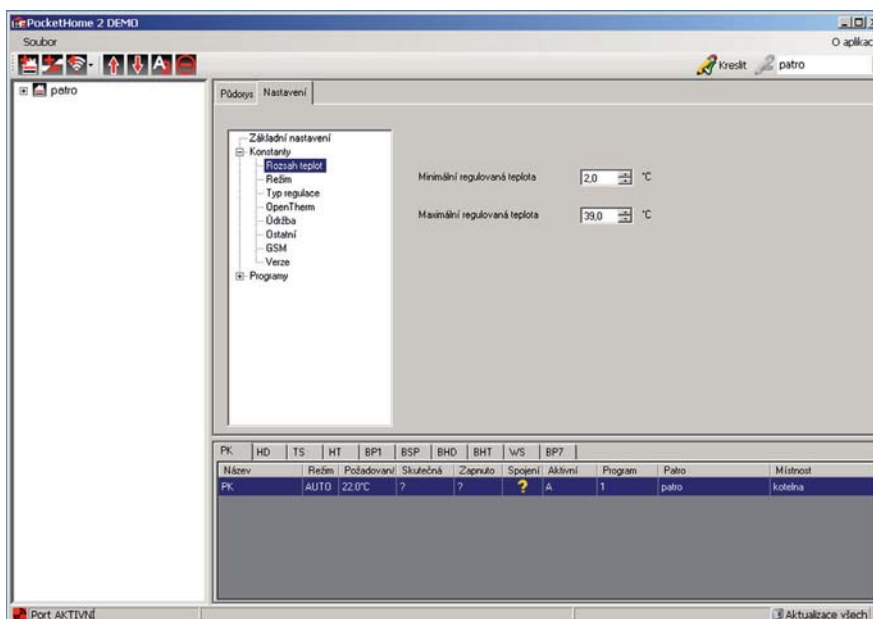 PocketHome 2 DEMO
Soubor
O aplikac
Kreslit
patro
patro
Půdorys Nastavení
Základní nastavení
Konstanty
Rozsah teplot
Režim
Typ regulace
OpenTherm
Údržba
Ostatní
GSM
Verze
Programy
Minimální regulovaná teplota 2,0 °C
Maximální regulovaná teplota 39,0 °C
PK HD TS HT BP1 BSP BHD BHT WS BP7
Název Režim Požadovaní Skutečná Zapnuto Spojení Aktivní Program Patro Místnost
PK AUTO 22.0°C ? ? ? A 1 patro kotelna
Port AKTIVNÍ
Aktualizace všech